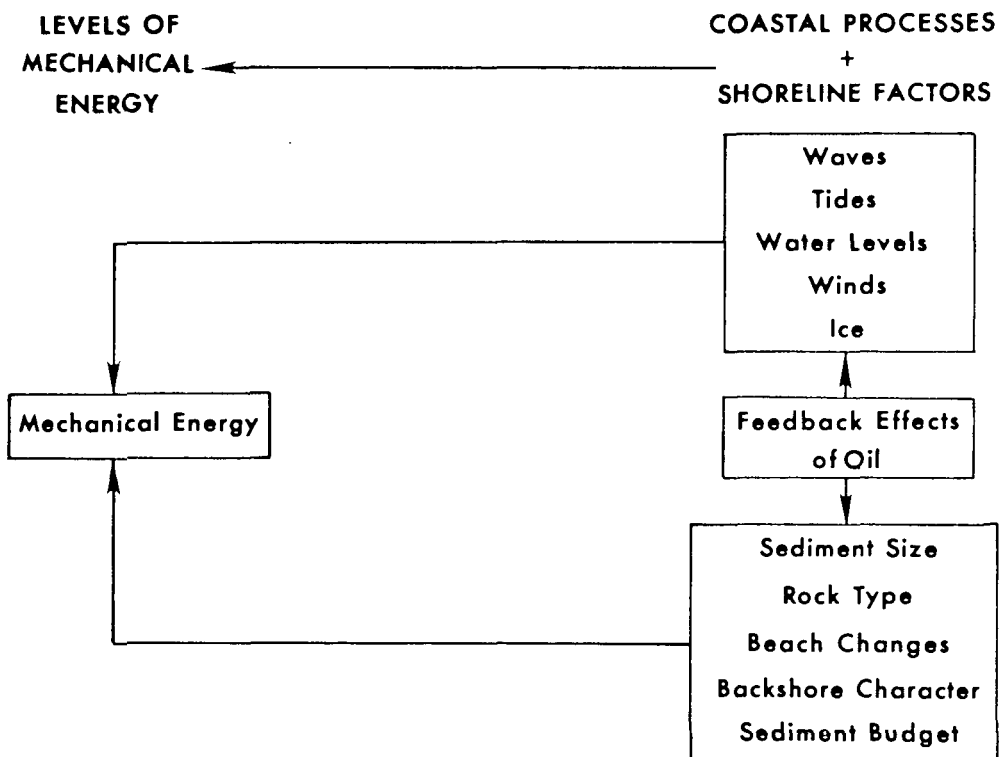 LEVELS OF
MECHANICAL
ENERGY
COASTAL PROCESSES
+
SHORELINE FACTORS
Waves
Tides
Water Levels
Winds
Ice
Mechanical Energy
Feedback Effects
of Oil
Sediment Size
Rock Type
Beach Changes
Backshore Character
Sediment Budget